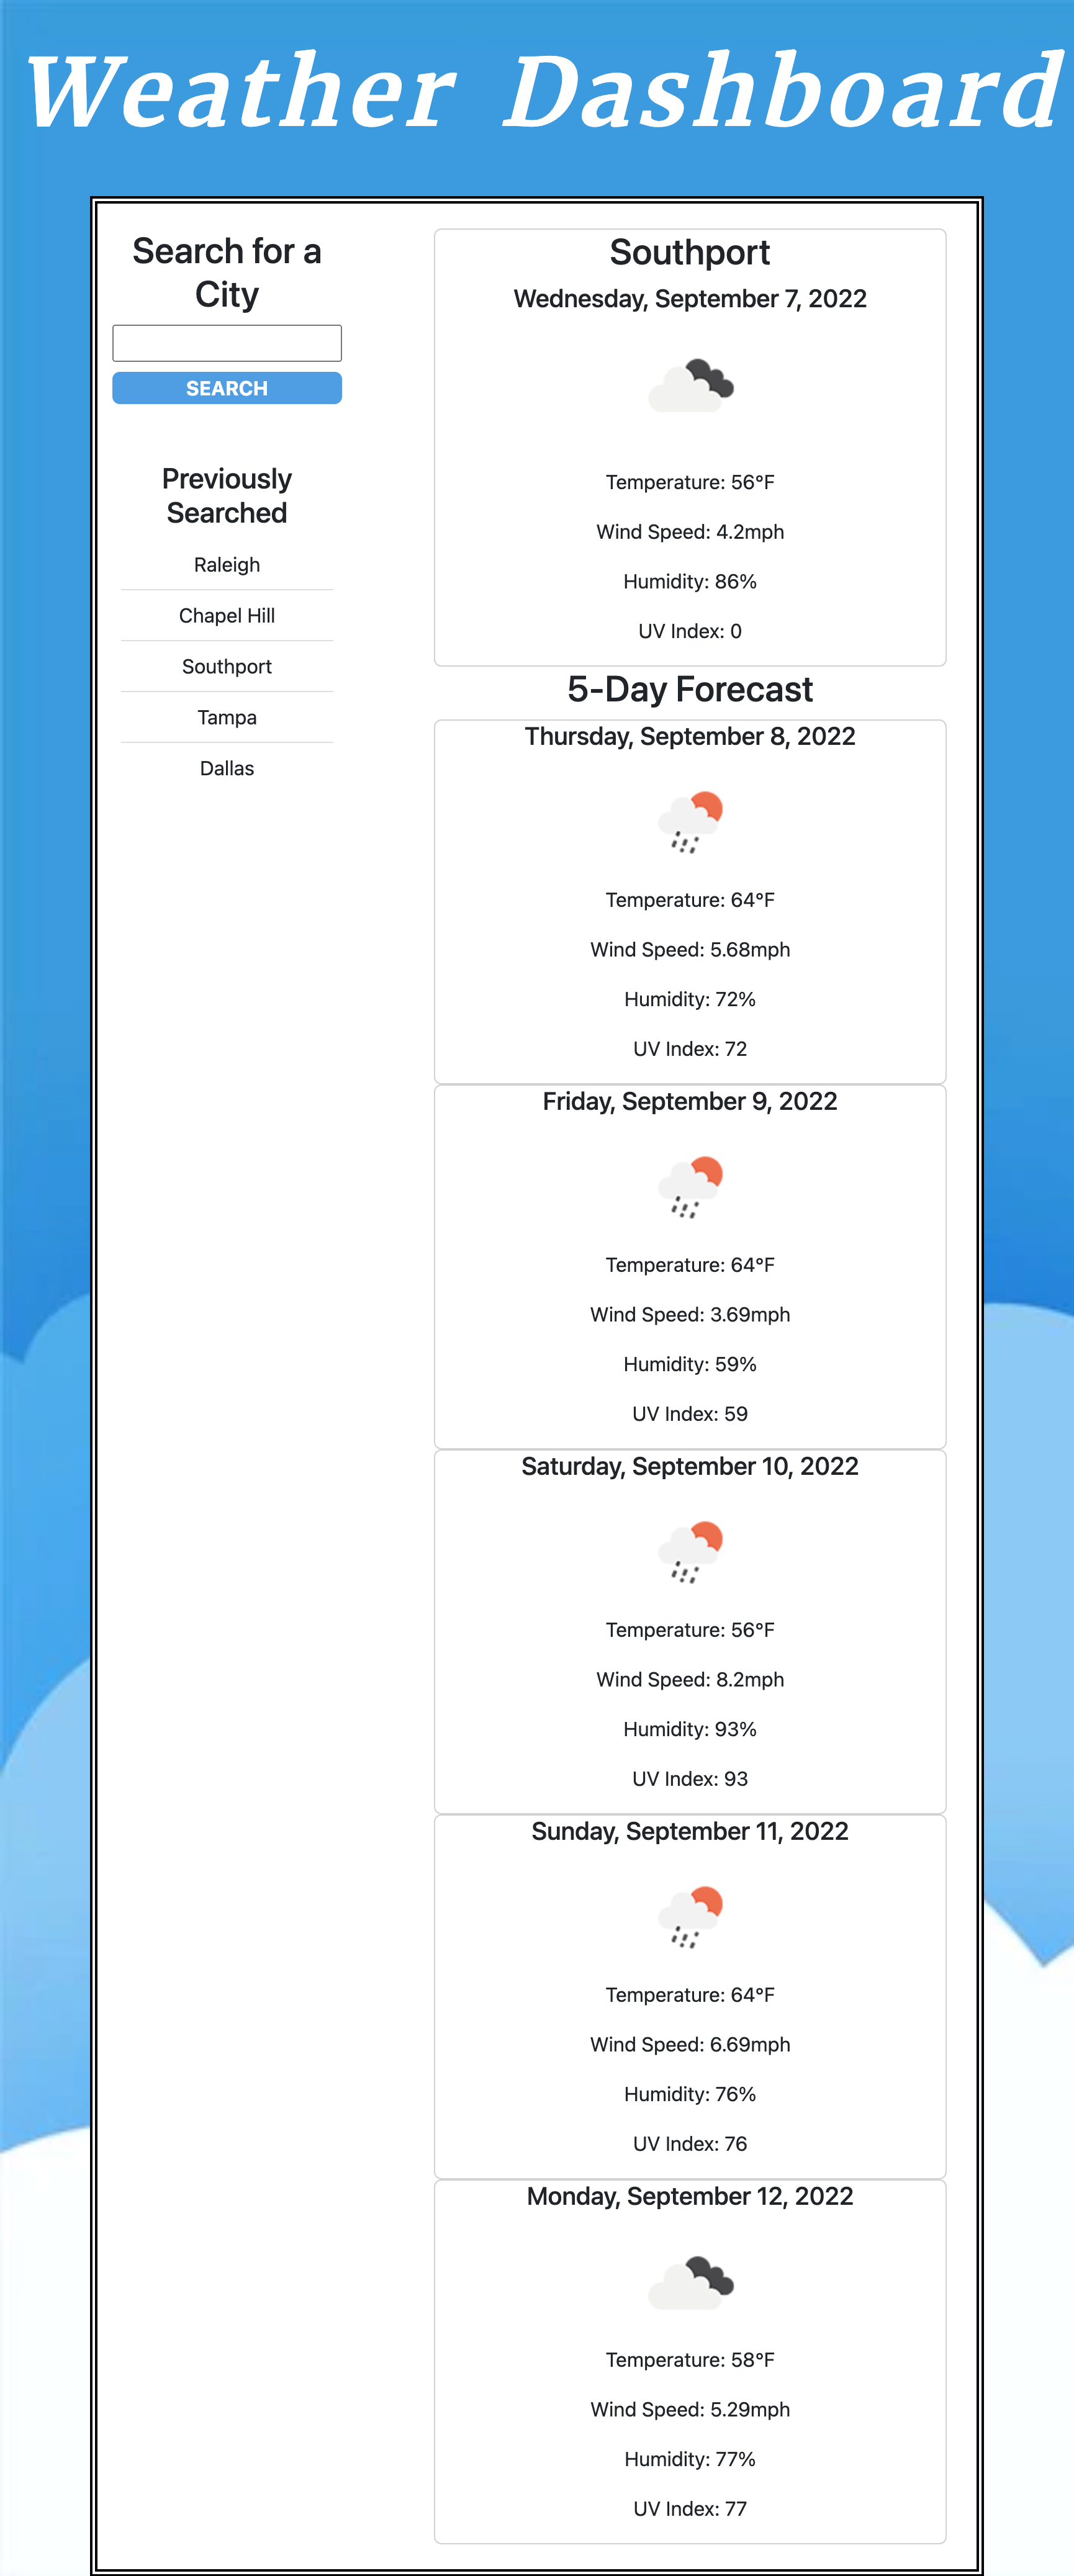 Weather Dashboard
Search for a
City
SEARCH
Previously
Searched
Raleigh
Chapel Hill
Southport
Tampa
Dallas
Southport
Wednesday, September 7, 2022
Temperature: 56°F
Wind Speed: 4.2mph
Humidity: 86%
UV Index: 0
5-Day Forecast
Thursday, September 8, 2022
Temperature: 64°F
Wind Speed: 5.68mph
Humidity: 72%
UV Index: 72
Friday, September 9, 2022
Temperature: 64°F
Wind Speed: 3.69mph
Humidity: 59%
UV Index: 59
Saturday, September 10, 2022
Temperature: 56°F
Wind Speed: 8.2mph
Humidity: 93%
UV Index: 93
Sunday, September 11, 2022
Temperature: 64°F
Wind Speed: 6.69mph
Humidity: 76%
UV Index: 76
Monday, September 12, 2022
Temperature: 58°F
Wind Speed: 5.29mph
Humidity: 77%
UV Index: 77